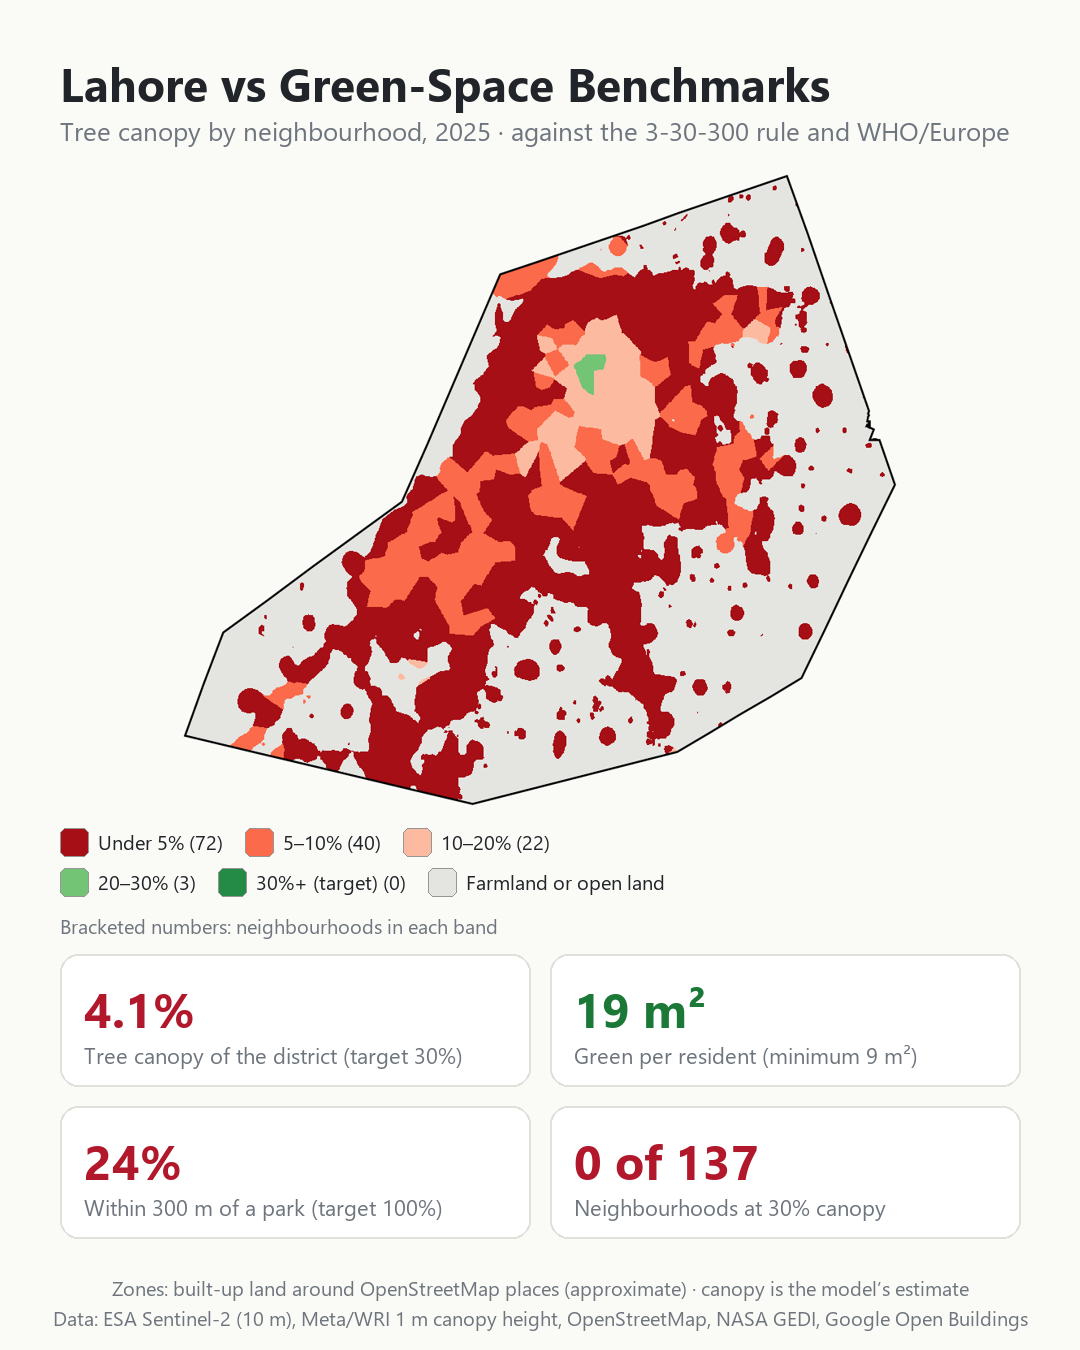 Lahore vs Green-Space Benchmarks
Tree canopy by neighbourhood, 2025 · against the 3-30-300 rule and WHO/Europe
Under 5% (72) 5–10% (40) 10–20% (22)
20–30% (3) 30%+ (target) (0) Farmland or open land
Bracketed numbers: neighbourhoods in each band
4.1%
Tree canopy of the district (target 30%)
19 m²
Green per resident (minimum 9 m²)
24%
Within 300 m of a park (target 100%)
0 of 137
Neighbourhoods at 30% canopy
Zones: built-up land around OpenStreetMap places (approximate) · canopy is the model’s estimate
Data: ESA Sentinel-2 (10 m), Meta/WRI 1 m canopy height, OpenStreetMap, NASA GEDI, Google Open Buildings